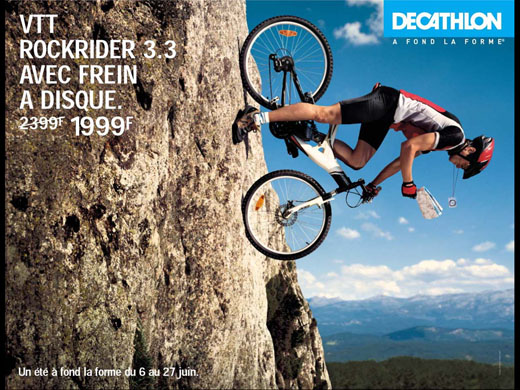 VTT
ROCKRIDER 3.3
AVEC FREIN
A DISQUE.
2399F 1999F
DECATHLON
A FOND LA FORME®
Un été à fond la forme du 6 au 27 juin.